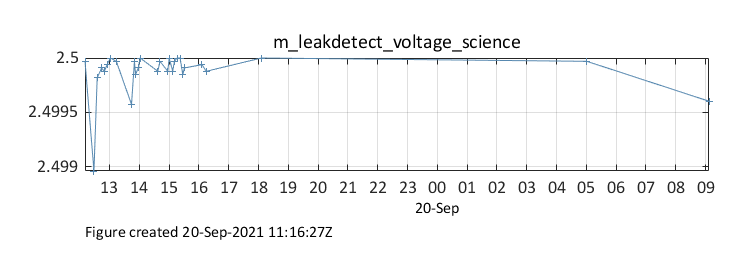 m_leakdetect_voltage_science
2.5
2.4995
2.499
13 14 15 16 17 18 19 20 21 22 23 00 01 02 03 04 05 06 07 08 09
20-Sep
Figure created 20-Sep-2021 11:16:27Z